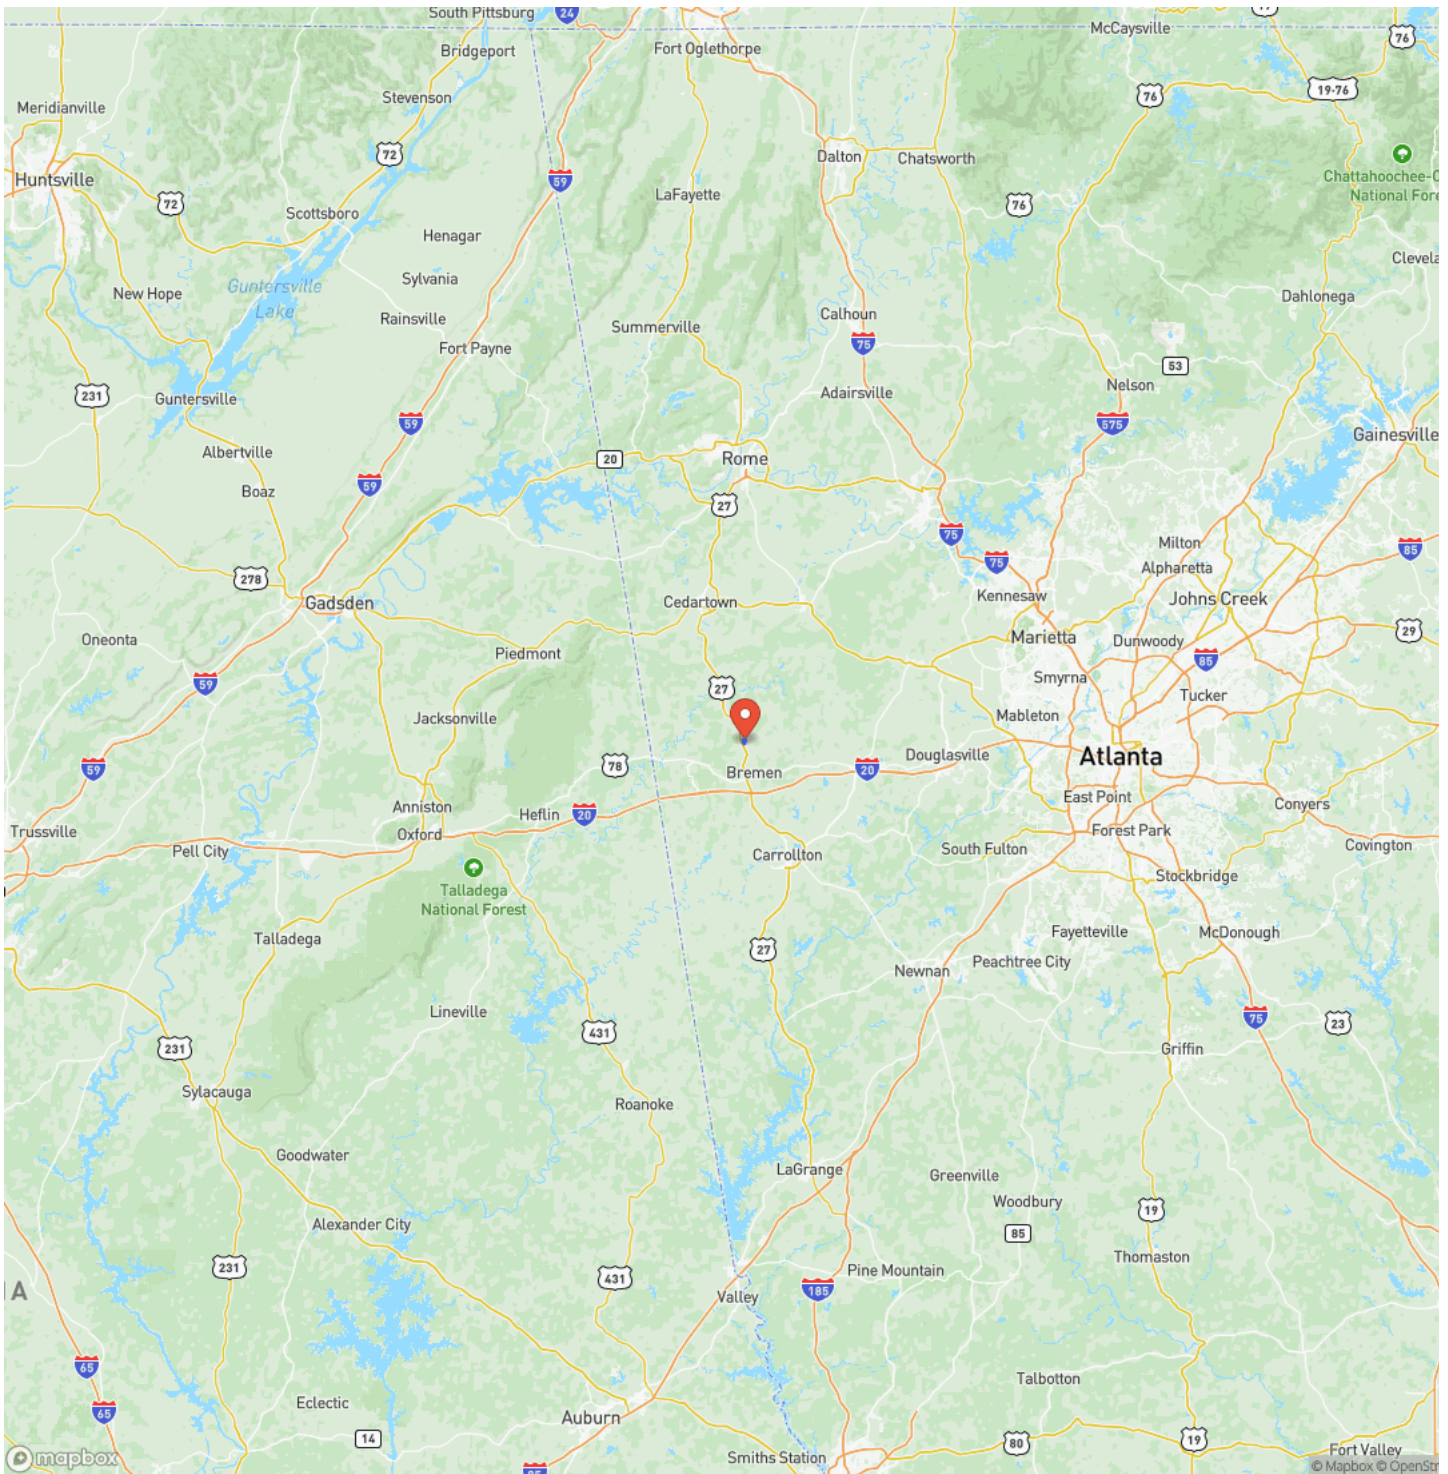 South Pittsburg
24
McCaysville
76
Fort Oglethorpe
Bridgeport
19-76
76
Stevenson
Meridianville
72
Dalton
Chatsworth
Huntsville
59
Chattahoochee-O
National Fore
72
LaFayette
76
Scottsboro
Henagar
Clevela
Sylvania
New Hope
Guntersville
Lake
Dahlonega
Rainsville
Summerville
Calhoun
Fort Payne
75
53
231
Nelson
Guntersville
Adairsville
59
575
Gainesville
Albertville
20
Rome
59
Boaz
27
75
Milton
85
75
Alpharetta
278
Kennesaw
Johns Creek
Gadsden
Cedartown
29
Oneonta
Marietta
Dunwoody
Piedmont
85
59
Smyrna
27
Tucker
Jacksonville
Mableton
59
78
Bremen
20
Douglasville
Atlanta
Anniston
Heflin
20
East Point
Conyers
Trussville
Oxford
Forest Park
Pell City
Carrollton
South Fulton
Covington
Talladega
National Forest
Stockbridge
Talladega
27
Fayetteville
McDonough
Newnan
Peachtree City
Lineville
431
75
23
231
Griffin
Sylacauga
Roanoke
Goodwater
LaGrange
Greenville
Woodbury
19
Alexander City
85
231
Thomaston
431
Pine Mountain
IA
Valley
185
65
Talbotton
65
Eclectic
Auburn
14
80
19
Smiths Station
Fort Valley
85
mapbox
© Mapbox © OpenStr